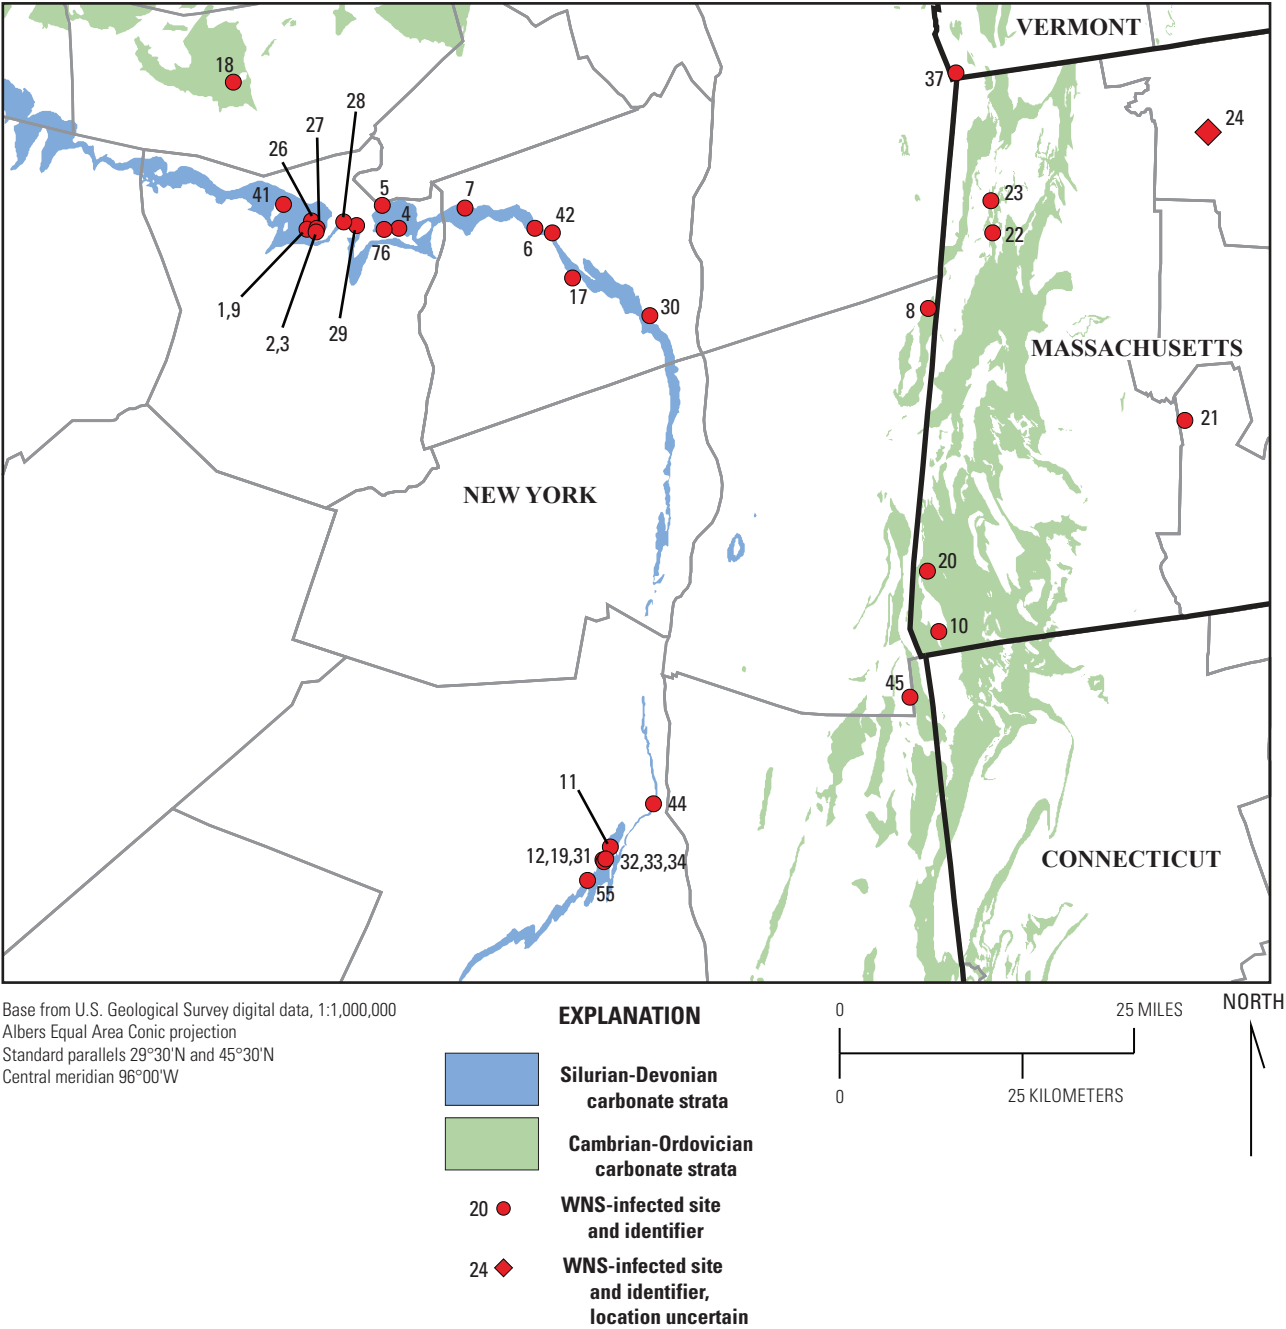 VERMONT
18
37
28
24
27
26
41
5
7
23
4
42
22
76
6
17
1,9
30
8
29
2,3
MASSACHUSETTS
21
NEW YORK
20
10
45
11
44
12,19,31
32,33,34
CONNECTICUT
55
Base from U.S. Geological Survey digital data, 1:1,000,000
Albers Equal Area Conic projection
Standard parallels 29°30'N and 45°30'N
Central meridian 96°00'W
EXPLANATION
Silurian-Devonian
carbonate strata
Cambrian-Ordovician
carbonate strata
20
WNS-infected site
and identifier
24
WNS-infected site
and identifier,
location uncertain
0
25 MILES
0
25 KILOMETERS
NORTH